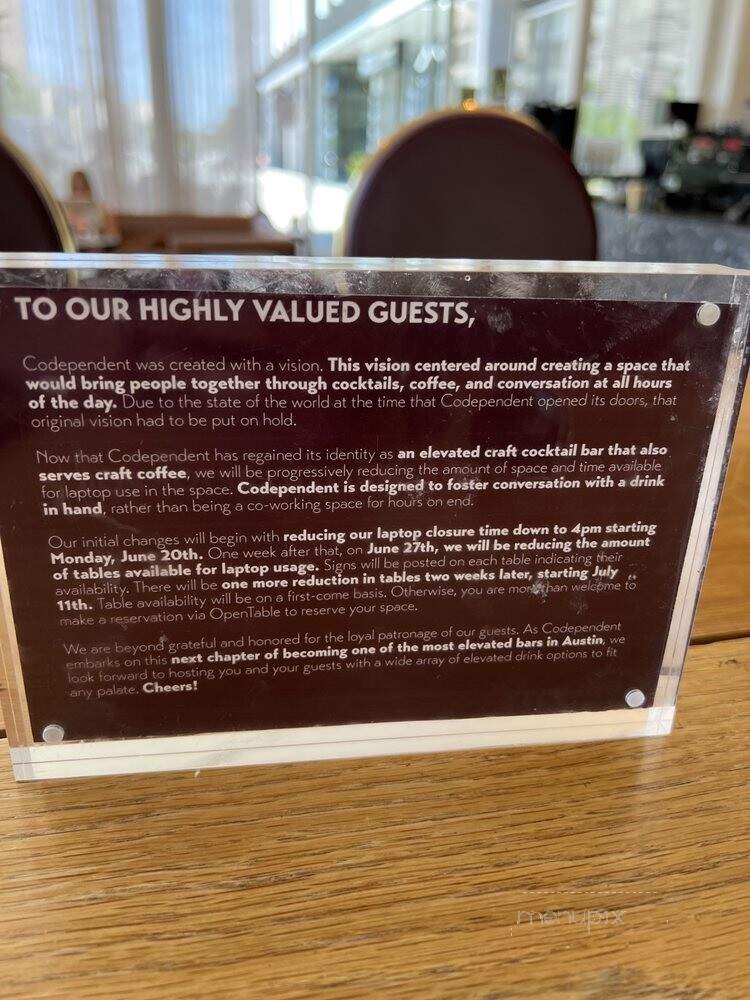 TO OUR HIGHLY VALUED GUESTS,
Codependent was created with a vision. This vision centered around creating a space that
would bring people together through cocktails, coffee, and conversation at all hours
of the day. Due to the state of the world at the time that Codependent opened its doors, that
original vision had to be put on hold.
Now that Codependent has regained its identity as an elevated craft cocktail bar that also
serves craft coffee, we will be progressively reducing the amount of space and time available
for laptop use in the space. Codependent is designed to foster conversation with a drink
in hand, rather than being a co-working space for hours on end.
Our initial changes will begin with reducing our laptop closure time down to 4pm starting
Monday, June 20th. One week after that, on June 27th, we will be reducing the amount
of tables available for laptop usage. Signs will be posted on each table indicating their
availability. There will be one more reduction in tables two weeks later, starting July
11th. Table availability will be on a first-come basis. Otherwise, you are more than welcome to
make a reservation via OpenTable to reserve your space.
We are beyond grateful and honored for the loyal patronage of our guests. As Codependent
embarks on this next chapter of becoming one of the most elevated bars in Austin, we
look forward to hosting you and your guests with a wide array of elevated drink options to fit
any palate. Cheers!
menupix